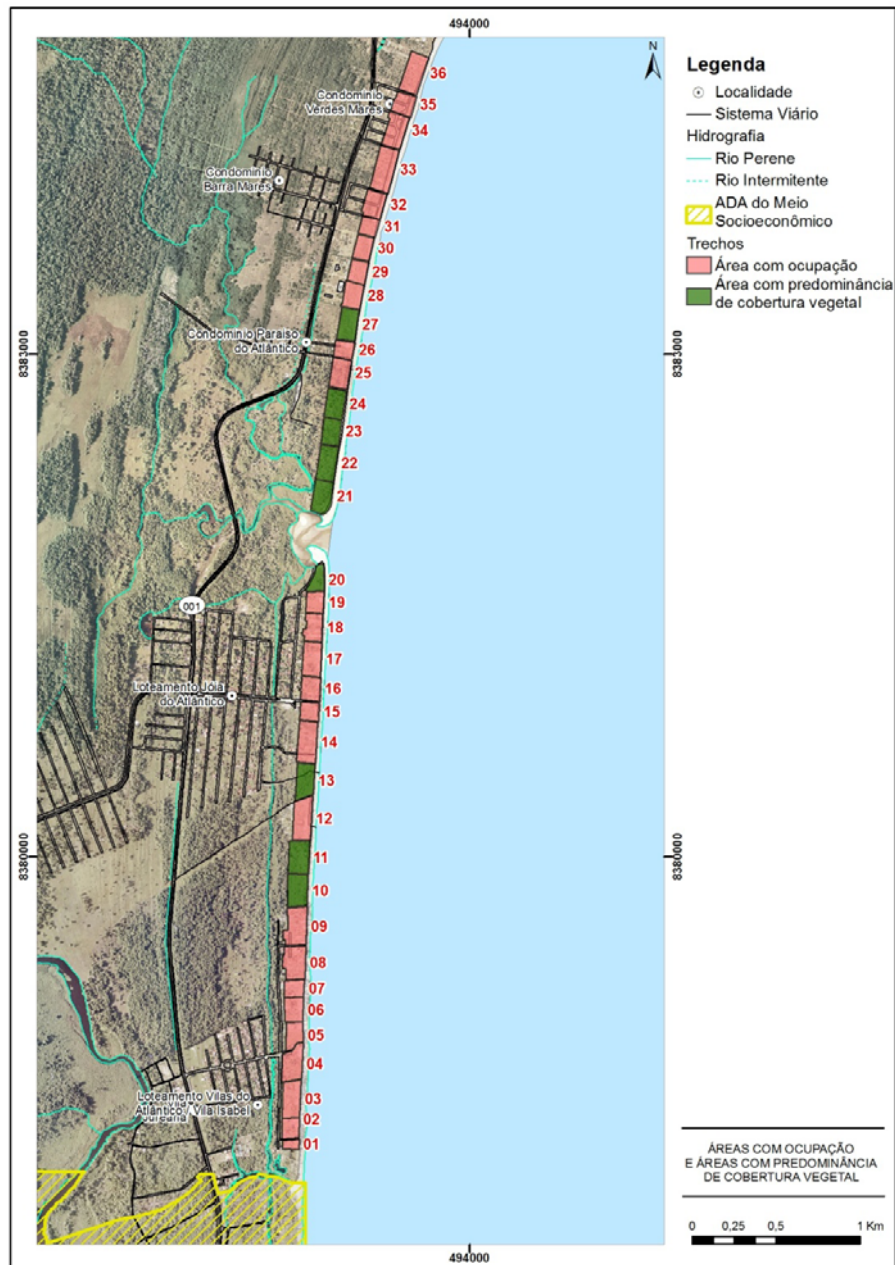 494000
N
8383000
8383000
8380000
8380000
494000
Condomínio
Verdes Mares
Condomínio
Barra Mares
Condomínio Paraíso
do Atlântico
001
Loteamento Jóia
do Atlântico
Loteamento Vilas do
Atlântico / Vila Isabel
36
35
34
33
32
31
30
29
28
27
26
25
24
23
22
21
20
19
18
17
16
15
14
13
12
11
10
09
08
07
06
05
04
03
02
01
Legenda
Localidade
Sistema Viário
Hidrografia
Rio Perene
Rio Intermitente
ADA do Meio
Socioeconômico
Trechos
Área com ocupação
Área com predominância
de cobertura vegetal
ÁREAS COM OCUPAÇÃO
E ÁREAS COM PREDOMINÂNCIA
DE COBERTURA VEGETAL
0 0,25 0,5 1 Km